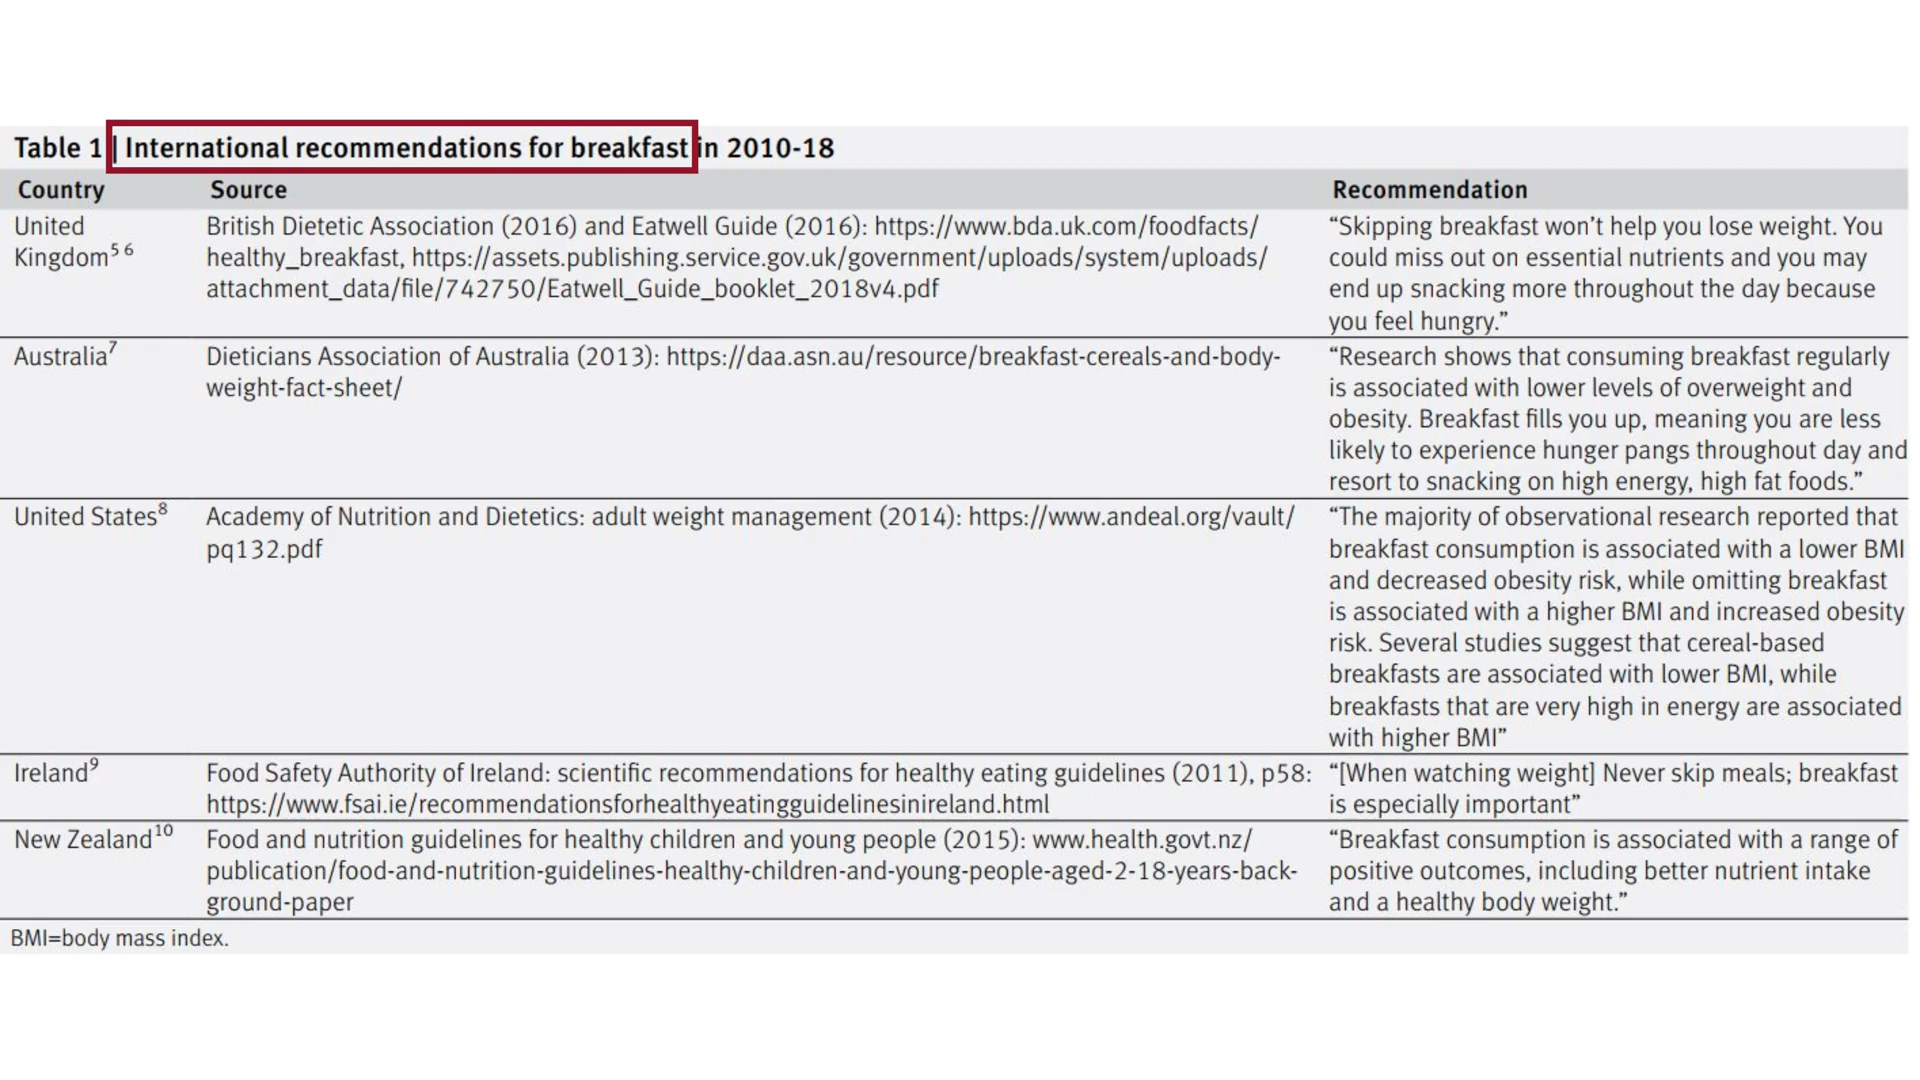 Table 1 | International recommendations for breakfast in 2010-18
Country Source Recommendation
United
Kingdom5 6
British Dietetic Association (2016) and Eatwell Guide (2016): https://www.bda.uk.com/foodfacts/
healthy_breakfast, https://assets.publishing.service.gov.uk/government/uploads/system/uploads/
attachment_data/file/742750/Eatwell_Guide_booklet_2018v4.pdf
“Skipping breakfast won’t help you lose weight. You
could miss out on essential nutrients and you may
end up snacking more throughout the day because
you feel hungry.”
Australia7
Dieticians Association of Australia (2013): https://daa.asn.au/resource/breakfast-cereals-and-body-
weight-fact-sheet/
“Research shows that consuming breakfast regularly
is associated with lower levels of overweight and
obesity. Breakfast fills you up, meaning you are less
likely to experience hunger pangs throughout day and
resort to snacking on high energy, high fat foods.”
United States8
Academy of Nutrition and Dietetics: adult weight management (2014): https://www.andeal.org/vault/
pq132.pdf
“The majority of observational research reported that
breakfast consumption is associated with a lower BMI
and decreased obesity risk, while omitting breakfast
is associated with a higher BMI and increased obesity
risk. Several studies suggest that cereal-based
breakfasts are associated with lower BMI, while
breakfasts that are very high in energy are associated
with higher BMI”
Ireland9
Food Safety Authority of Ireland: scientific recommendations for healthy eating guidelines (2011), p58:
https://www.fsai.ie/recommendationsforhealthyeatingguidelinesinireland.html
“[When watching weight] Never skip meals; breakfast
is especially important”
New Zealand10
Food and nutrition guidelines for healthy children and young people (2015): www.health.govt.nz/
publication/food-and-nutrition-guidelines-healthy-children-and-young-people-aged-2-18-years-back-
ground-paper
“Breakfast consumption is associated with a range of
positive outcomes, including better nutrient intake
and a healthy body weight.”
BMI=body mass index.